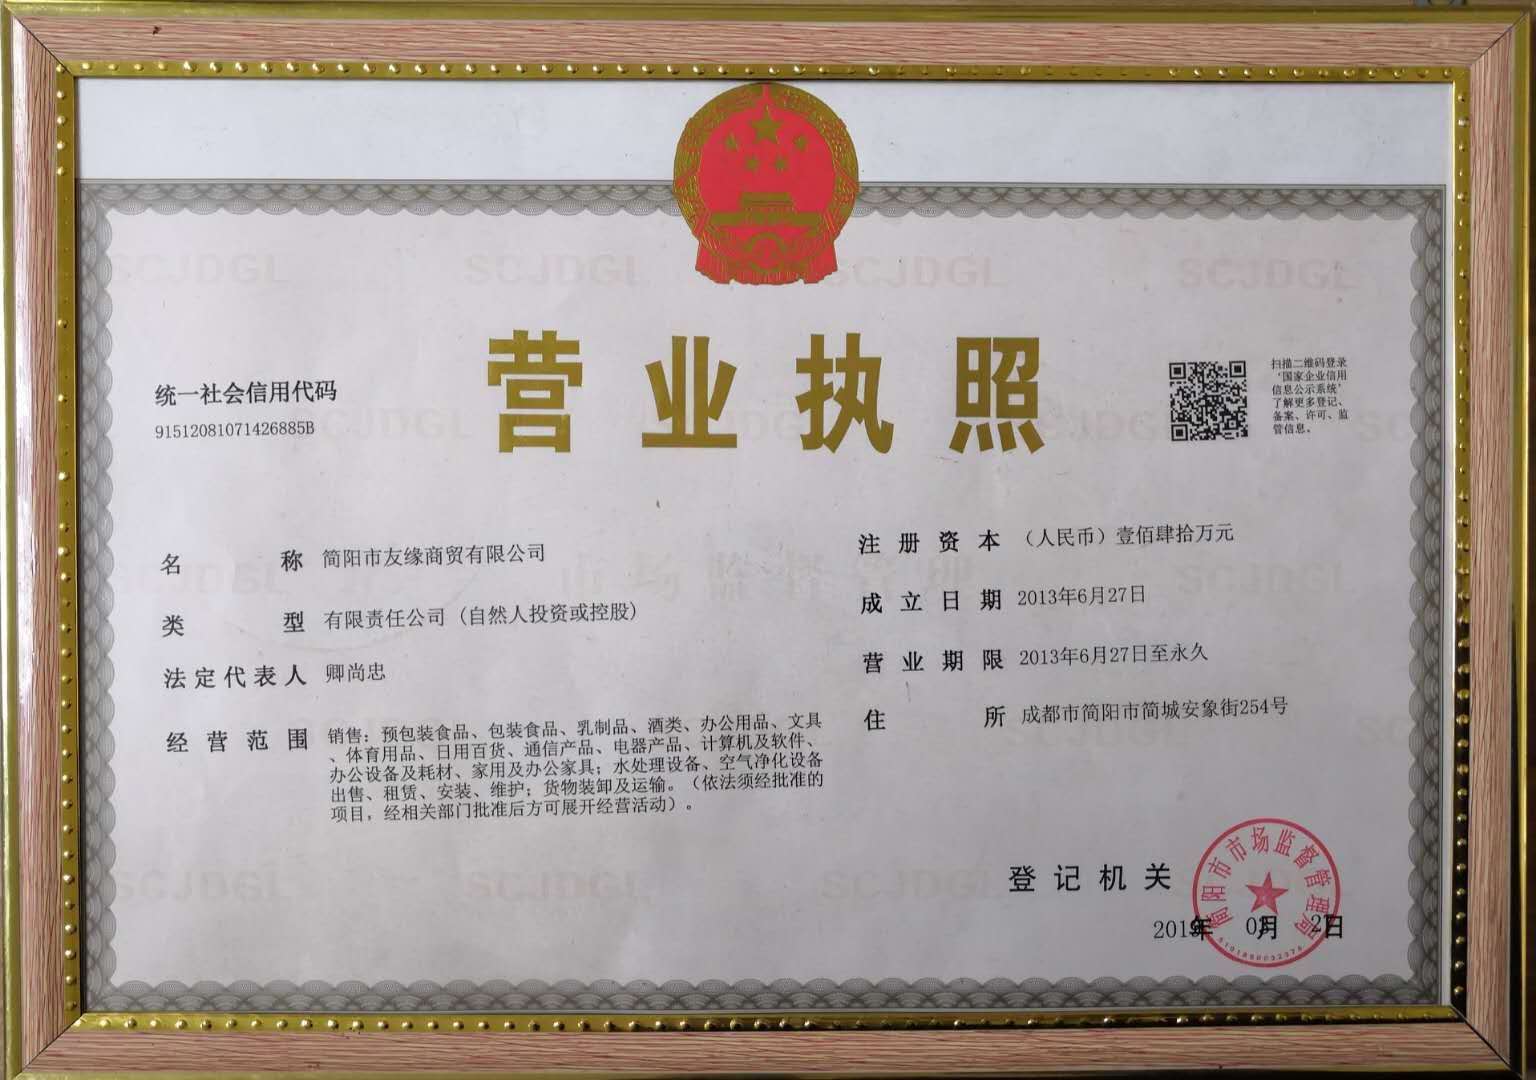 营业执照
统一社会信用代码
91512081071426885B
扫描二维码登录
‘国家企业信用
信息公示系统’
了解更多登记、
备案、许可、监
管信息。
名称 简阳市友缘商贸有限公司
类型 有限责任公司（自然人投资或控股）
法定代表人 卿尚忠
经营范围 销售：预包装食品、包装食品、乳制品、酒类、办公用品、文具
、体育用品、日用百货、通信产品、电器产品、计算机及软件、
办公设备及耗材、家用及办公家具；水处理设备、空气净化设备
出售、租赁、安装、维护；货物装卸及运输。（依法须经批准的
项目，经相关部门批准后方可展开经营活动）。
注册资本 （人民币）壹佰肆拾万元
成立日期 2013年6月27日
营业期限 2013年6月27日至永久
住所 成都市简阳市简城安象街254号
登记机关
简阳市市场监督管理局
年 月 日
SCJDGL
市场监督管理